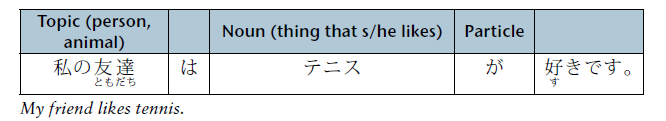 Topic (person, animal) Noun (thing that s/he likes) Particle
私の友達 は テニス が 好きです。
ともだち す
My friend likes tennis.